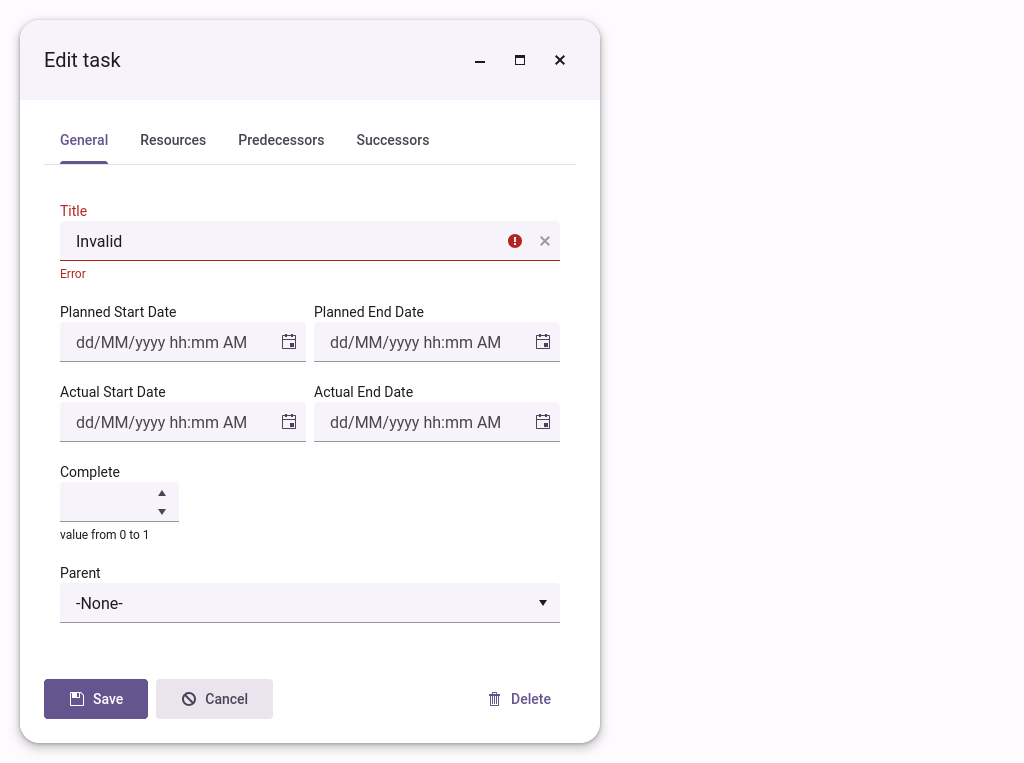 Edit task
General Resources Predecessors Successors
Title
Invalid
Error
Planned Start Date Planned End Date
dd/MM/yyyy hh:mm AM dd/MM/yyyy hh:mm AM
Actual Start Date Actual End Date
dd/MM/yyyy hh:mm AM dd/MM/yyyy hh:mm AM
Complete
value from 0 to 1
Parent
-None-
Save Cancel Delete